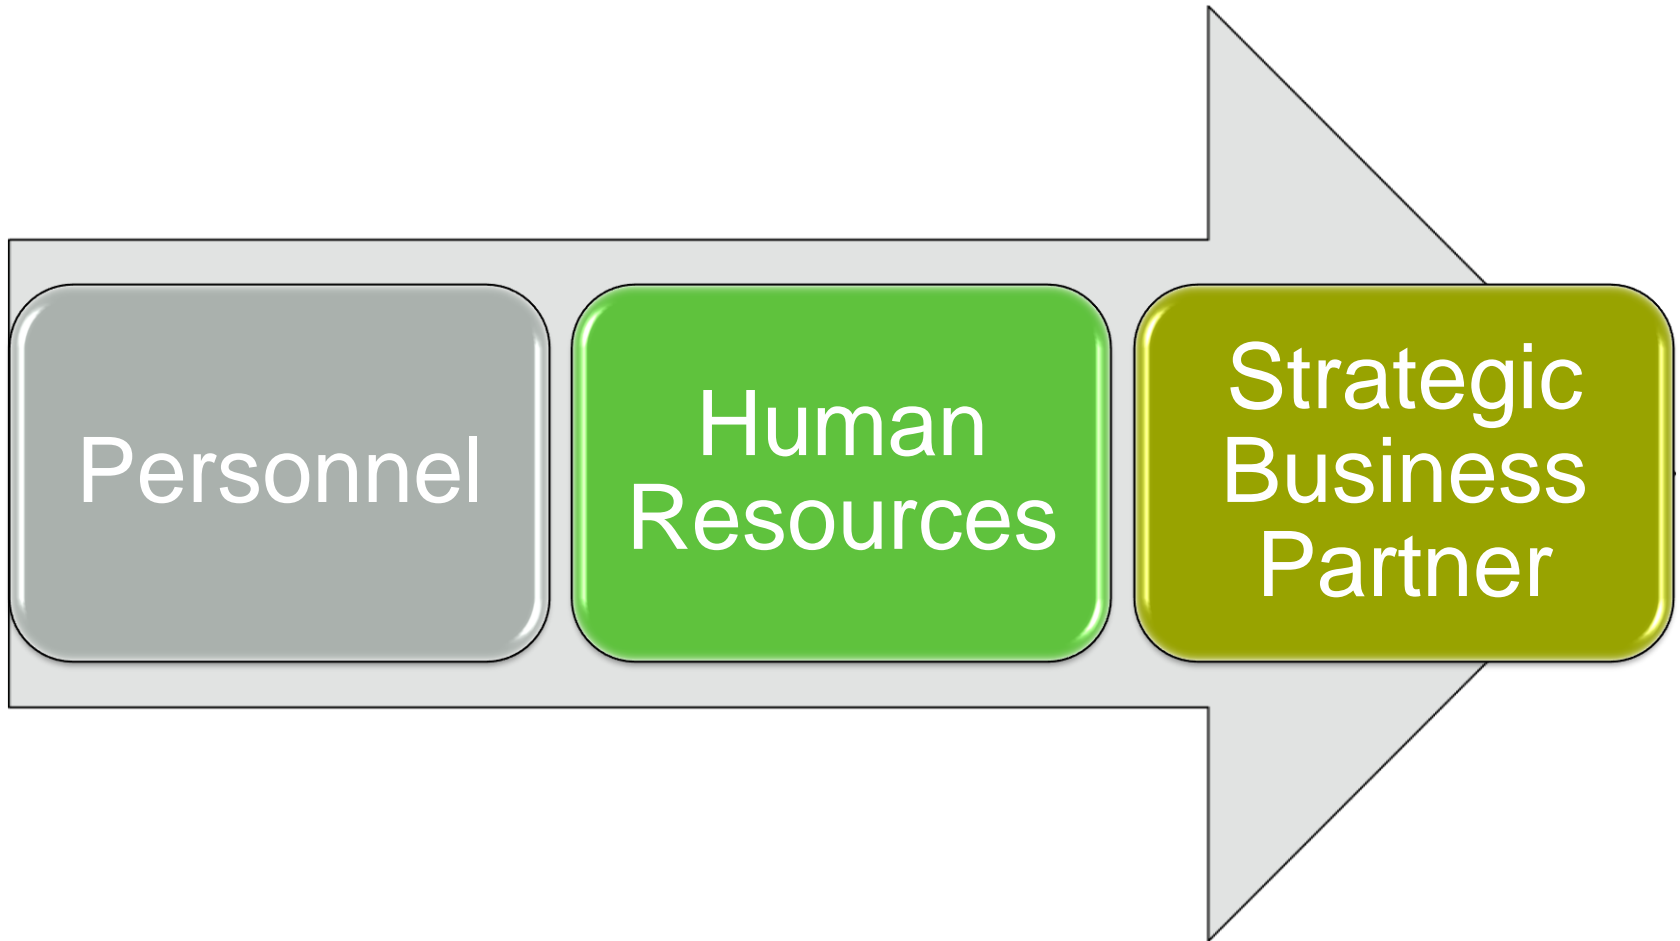 Personnel
Human
Resources
Strategic
Business
Partner